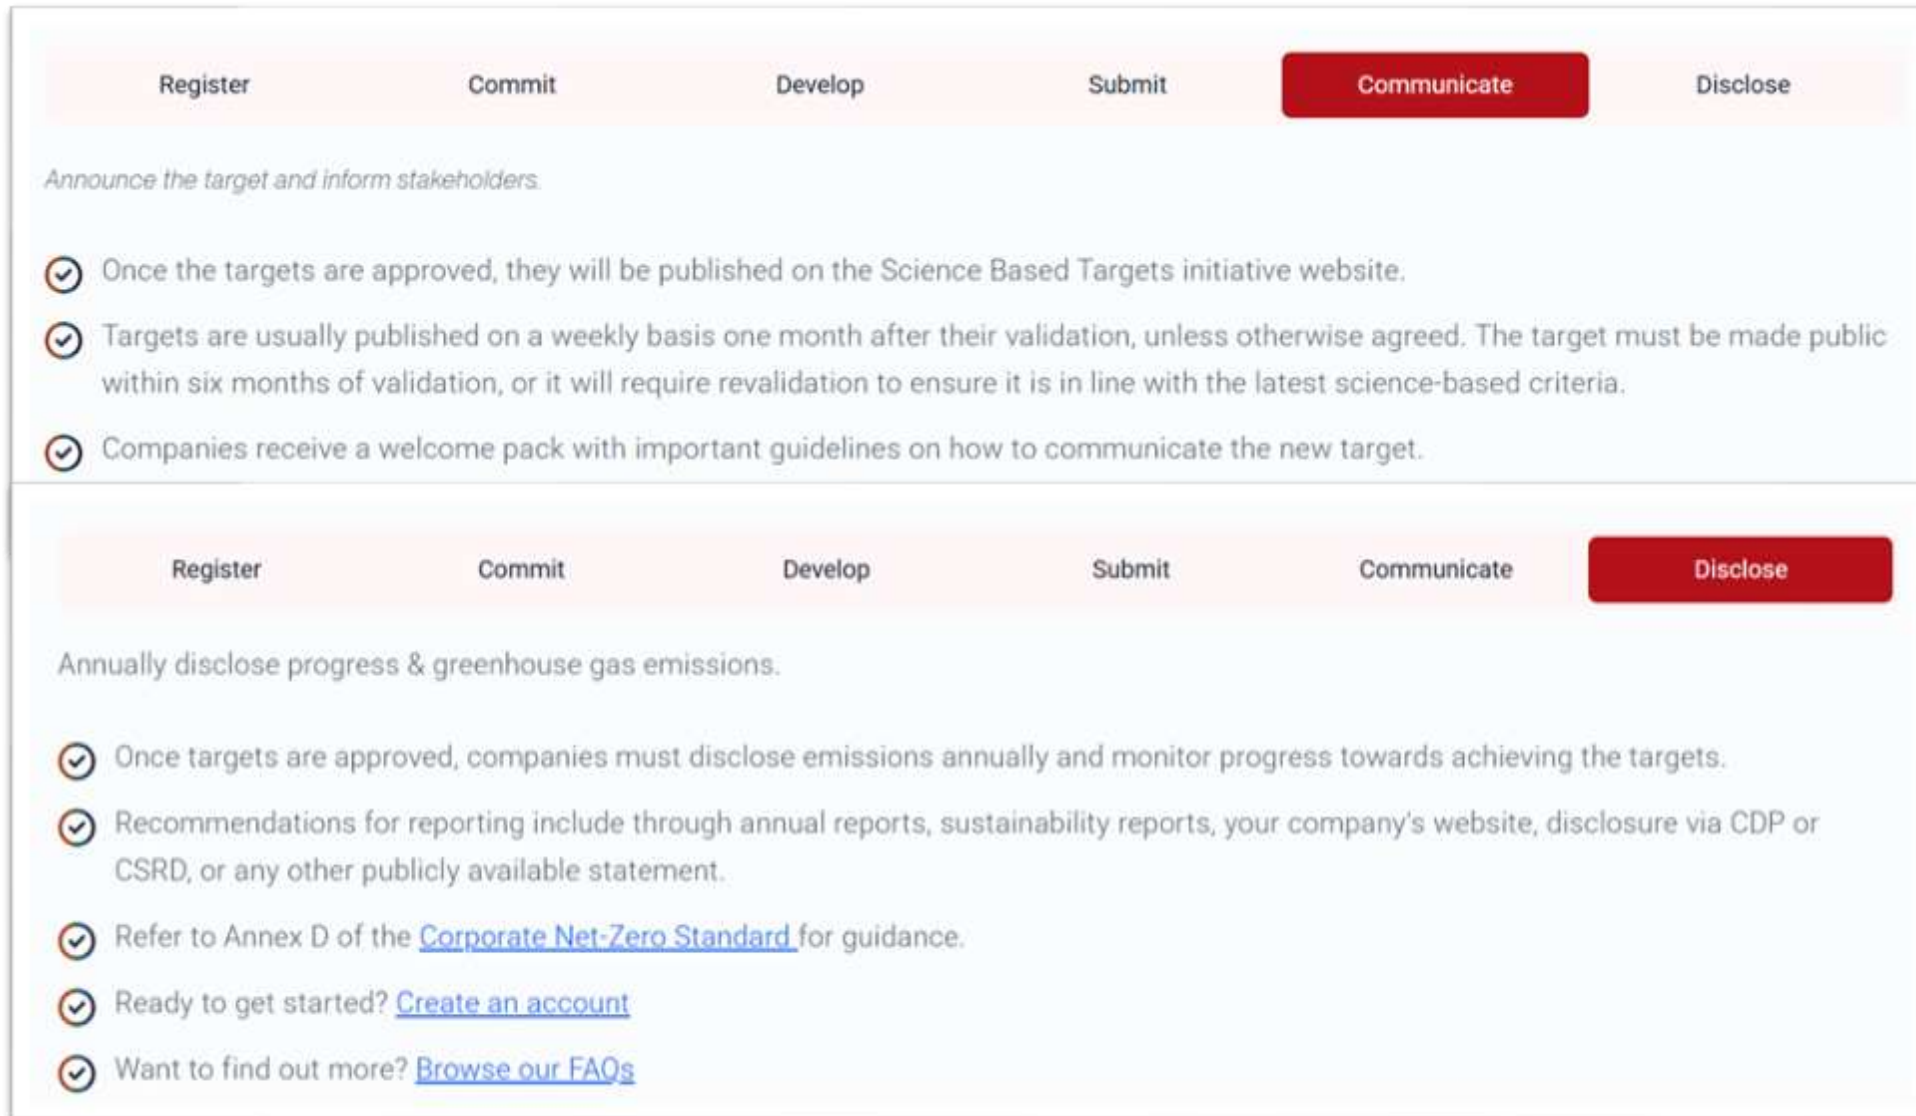 Register Commit Develop Submit Communicate Disclose
Announce the target and inform stakeholders.
Once the targets are approved, they will be published on the Science Based Targets initiative website.
Targets are usually published on a weekly basis one month after their validation, unless otherwise agreed. The target must be made public
within six months of validation, or it will require revalidation to ensure it is in line with the latest science-based criteria.
Companies receive a welcome pack with important guidelines on how to communicate the new target.
Register Commit Develop Submit Communicate Disclose
Annually disclose progress & greenhouse gas emissions.
Once targets are approved, companies must disclose emissions annually and monitor progress towards achieving the targets.
Recommendations for reporting include through annual reports, sustainability reports, your company's website, disclosure via CDP or
CSRD, or any other publicly available statement.
Refer to Annex D of the Corporate Net-Zero Standard for guidance.
Ready to get started? Create an account
Want to find out more? Browse our FAQs